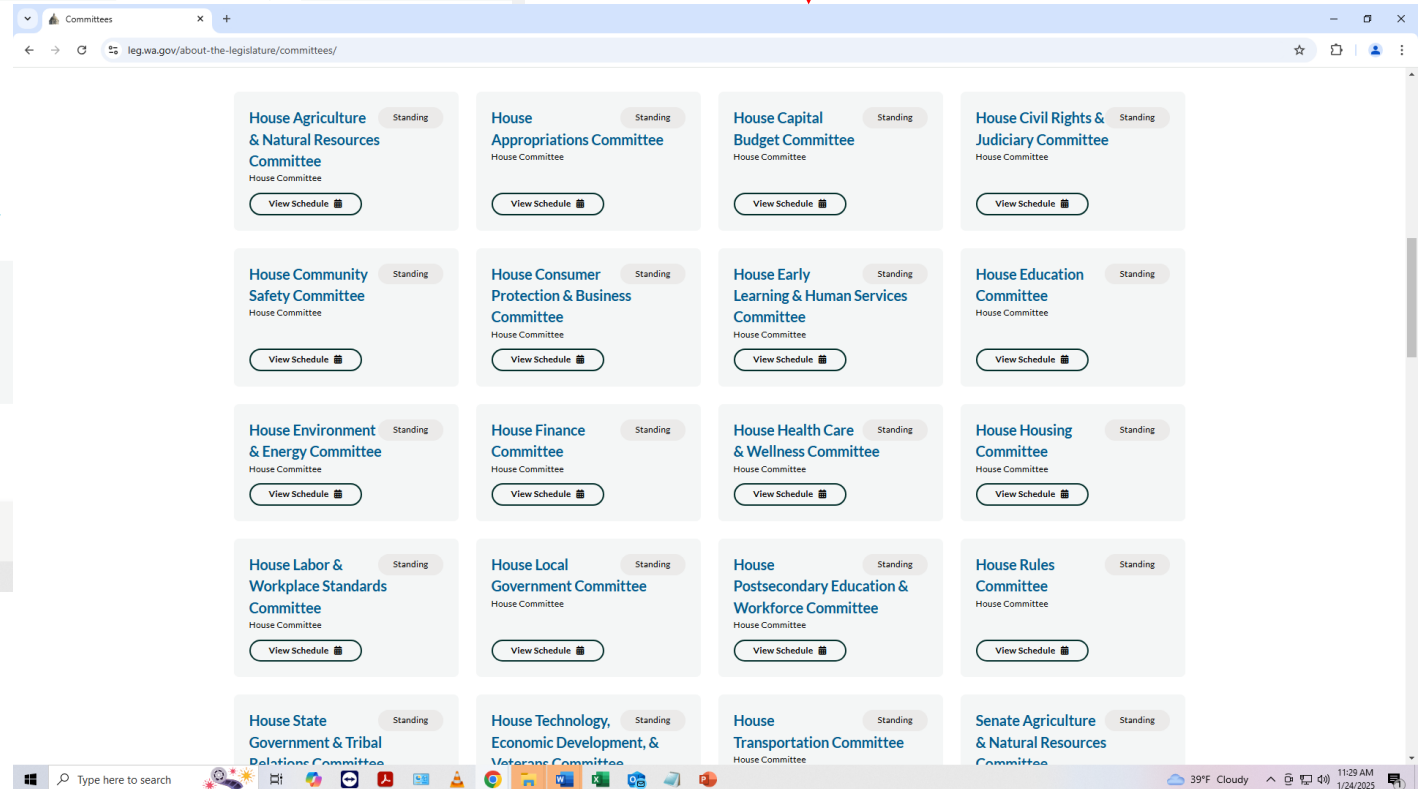 Committees
leg.wa.gov/about-the-legislature/committees/
House Agriculture
& Natural Resources
Committee
Standing
House Committee
View Schedule
House
Appropriations Committee
Standing
House Committee
View Schedule
House Capital
Budget Committee
Standing
House Committee
View Schedule
House Civil Rights &
Judiciary Committee
Standing
House Committee
View Schedule
House Community
Safety Committee
Standing
House Committee
View Schedule
House Consumer
Protection & Business
Committee
Standing
House Committee
View Schedule
House Early
Learning & Human Services
Committee
Standing
House Committee
View Schedule
House Education
Committee
Standing
House Committee
View Schedule
House Environment
& Energy Committee
Standing
House Committee
View Schedule
House Finance
Committee
Standing
House Committee
View Schedule
House Health Care
& Wellness Committee
Standing
House Committee
View Schedule
House Housing
Committee
Standing
House Committee
View Schedule
House Labor &
Workplace Standards
Committee
Standing
House Committee
View Schedule
House Local
Government Committee
Standing
House Committee
View Schedule
House
Postsecondary Education &
Workforce Committee
Standing
House Committee
View Schedule
House Rules
Committee
Standing
House Committee
View Schedule
House State
Government & Tribal
Relations Committee
Standing
House Technology,
Economic Development, &
Veterans Committee
Standing
House
Transportation Committee
Standing
House Committee
Senate Agriculture
& Natural Resources
Committee
Standing
Type here to search
39°F Cloudy
11:29 AM
1/24/2025